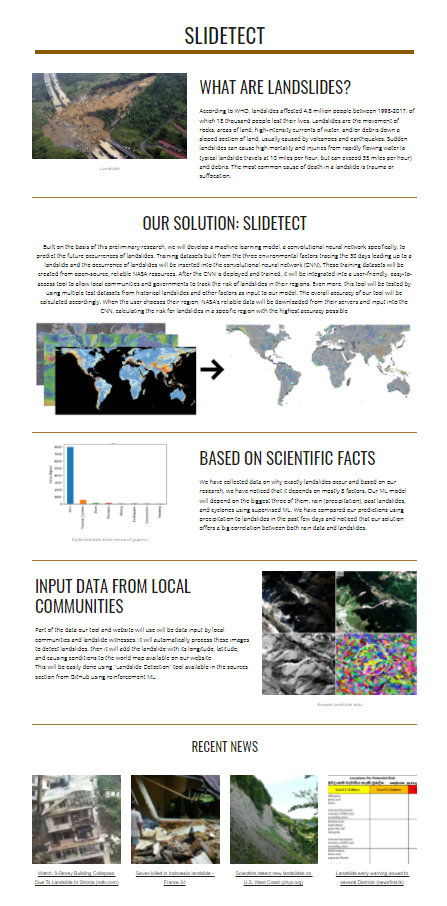 SLIDETECT
WHAT ARE LANDSLIDES?
According to WHO, landslides affected 4.8 million people between 1998-2017, of
which 18 thousand people lost their lives. Landslides are the movement of
rocks, areas of land, high-intensity currents of water, and/or debris down a
sloped section of land, usually caused by volcanoes and earthquakes. Sudden
landslides can cause high mortality and injuries from rapidly flowing water (a
typical landslide travels at 10 miles per hour, but can exceed 35 miles per hour)
and debris. The most common cause of death in a landslide is trauma or
suffocation.
Landslide
OUR SOLUTION: SLIDETECT
Built on the basis of this preliminary research, we will develop a machine learning model, a convolutional neural network specifically, to
predict the future occurrences of landslides. Training datasets built from the three environmental factors tracing the 30 days leading up to a
landslide and the occurrence of landslides will be inserted into the convolutional neural network (CNN). These training datasets will be
created from open-source, reliable NASA resources. After the CNN is deployed and trained, it will be integrated into a user-friendly, easy-to-
access tool to allow local communities and governments to track the risk of landslides in their regions. Even more, this tool will be tested by
using multiple test datasets from historical landslides and other factors as input to our model. The overall accuracy of our tool will be
calculated accordingly. When the user chooses their region, NASA's reliable data will be downloaded from their servers and input into the
CNN, calculating the risk for landslides in a specific region with the highest accuracy possible
BASED ON SCIENTIFIC FACTS
We have collected data on why exactly landslides occur and based on our
research, we have noticed that it depends on mostly 8 factors. Our ML model
will depend on the biggest three of them: rain (precipitation), past landslides,
and cyclones using supervised ML. We have compared our predictions using
precipitation to landslides in the past few days and noticed that our solution
offers a big correlation between both rain data and landslides.
Collected data from research papers
INPUT DATA FROM LOCAL
COMMUNITIES
Part of the data our tool and website will use will be data input by local
communities and landslide witnesses. It will automatically process these images
to detect landslides, then it will add the landslide with its longitude, latitude,
and causing conditions to the world map available on our website
This will be easily done using "Landslide Detection" tool available in the sources
section from GitHub using reinforcement ML.
Sample landslide data
RECENT NEWS
Watch: 8-Storey Building Collapses
Due To Landslide in Shimla (ndtv.com)
Seven killed in Indonesia landslide -
France 24
Scientists detect new landslides on
U.S. West Coast (phys.org)
Landslide early warning issued to
several Districts (newsfirst.lk)